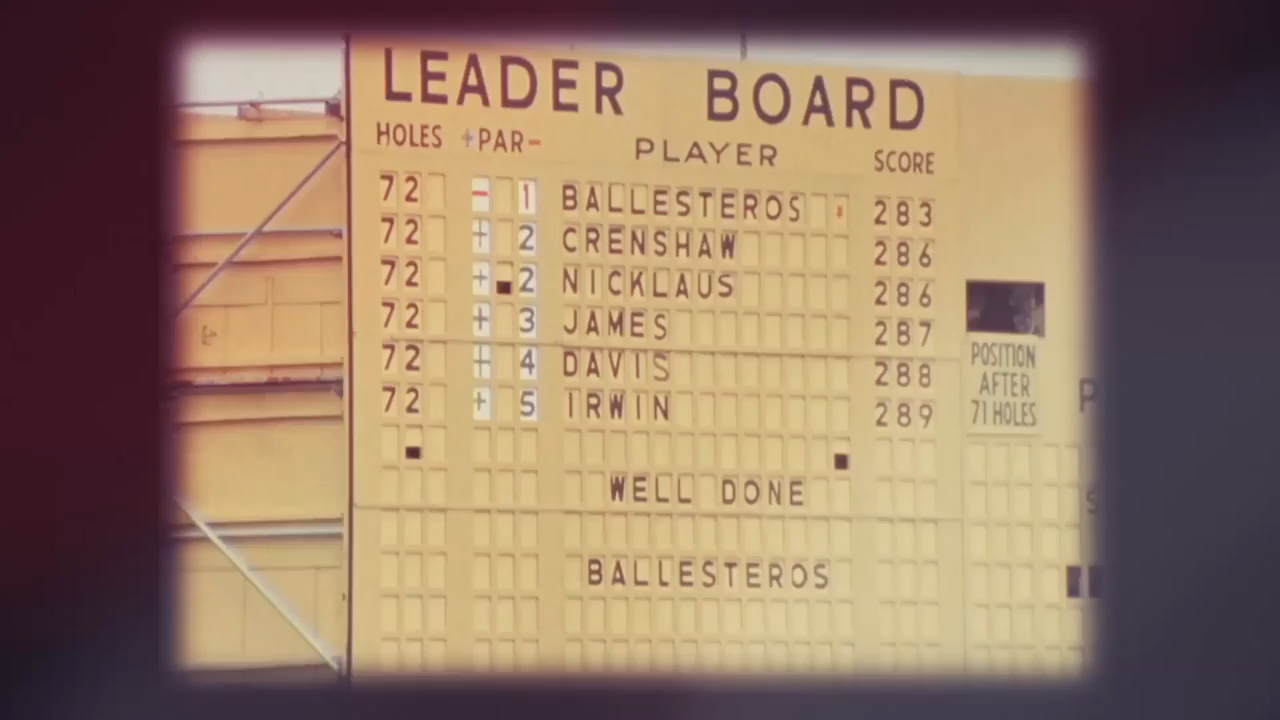 LEADER BOARD
HOLES +PAR- PLAYER SCORE
72 - 1 BALLESTEROS 283
72 + 2 CRENSHAW 286
72 + 2 NICKLAUS 286
72 + 3 JAMES 287
72 + 4 DAVIS 288
72 + 5 IRWIN 289
WELL DONE
BALLESTEROS
POSITION
AFTER
71 HOLES
P
S